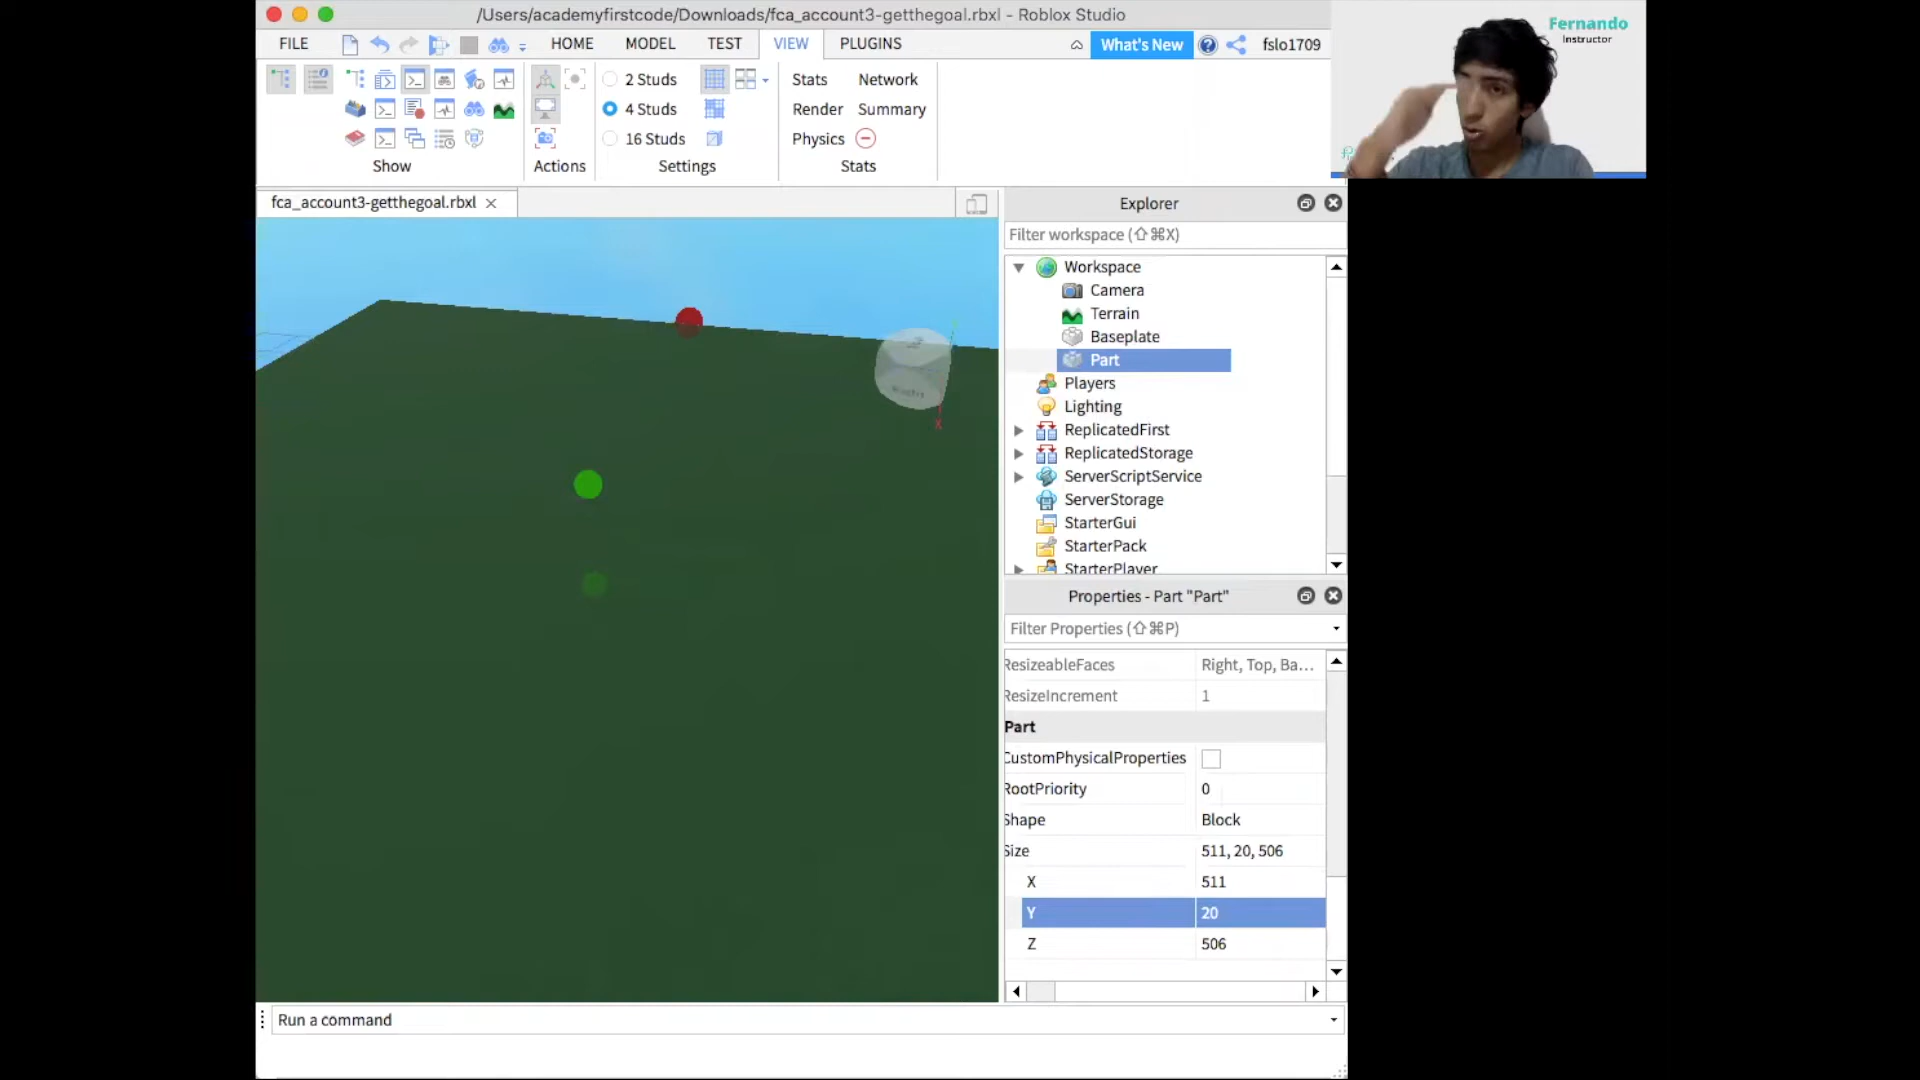 /Users/academyfirstcode/Downloads/fca_account3-getthegoal.rbxl - Roblox Studio
Fernando
Instructor
FILE HOME MODEL TEST VIEW PLUGINS What's New fslo1709
2 Studs Stats Network
4 Studs Render Summary
16 Studs Physics
Show Actions Settings Stats
fca_account3-getthegoal.rbxl
Explorer
Filter workspace (⇧⌘X)
Workspace
Camera
Terrain
Baseplate
Part
Players
Lighting
ReplicatedFirst
ReplicatedStorage
ServerScriptService
ServerStorage
StarterGui
StarterPack
StarterPlayer
X
Properties - Part "Part"
Filter Properties (⇧⌘P)
ResizeableFaces Right, Top, Ba...
ResizeIncrement 1
Part
CustomPhysicalProperties
RootPriority 0
Shape Block
Size 511, 20, 506
X 511
Y 20
Z 506
Run a command